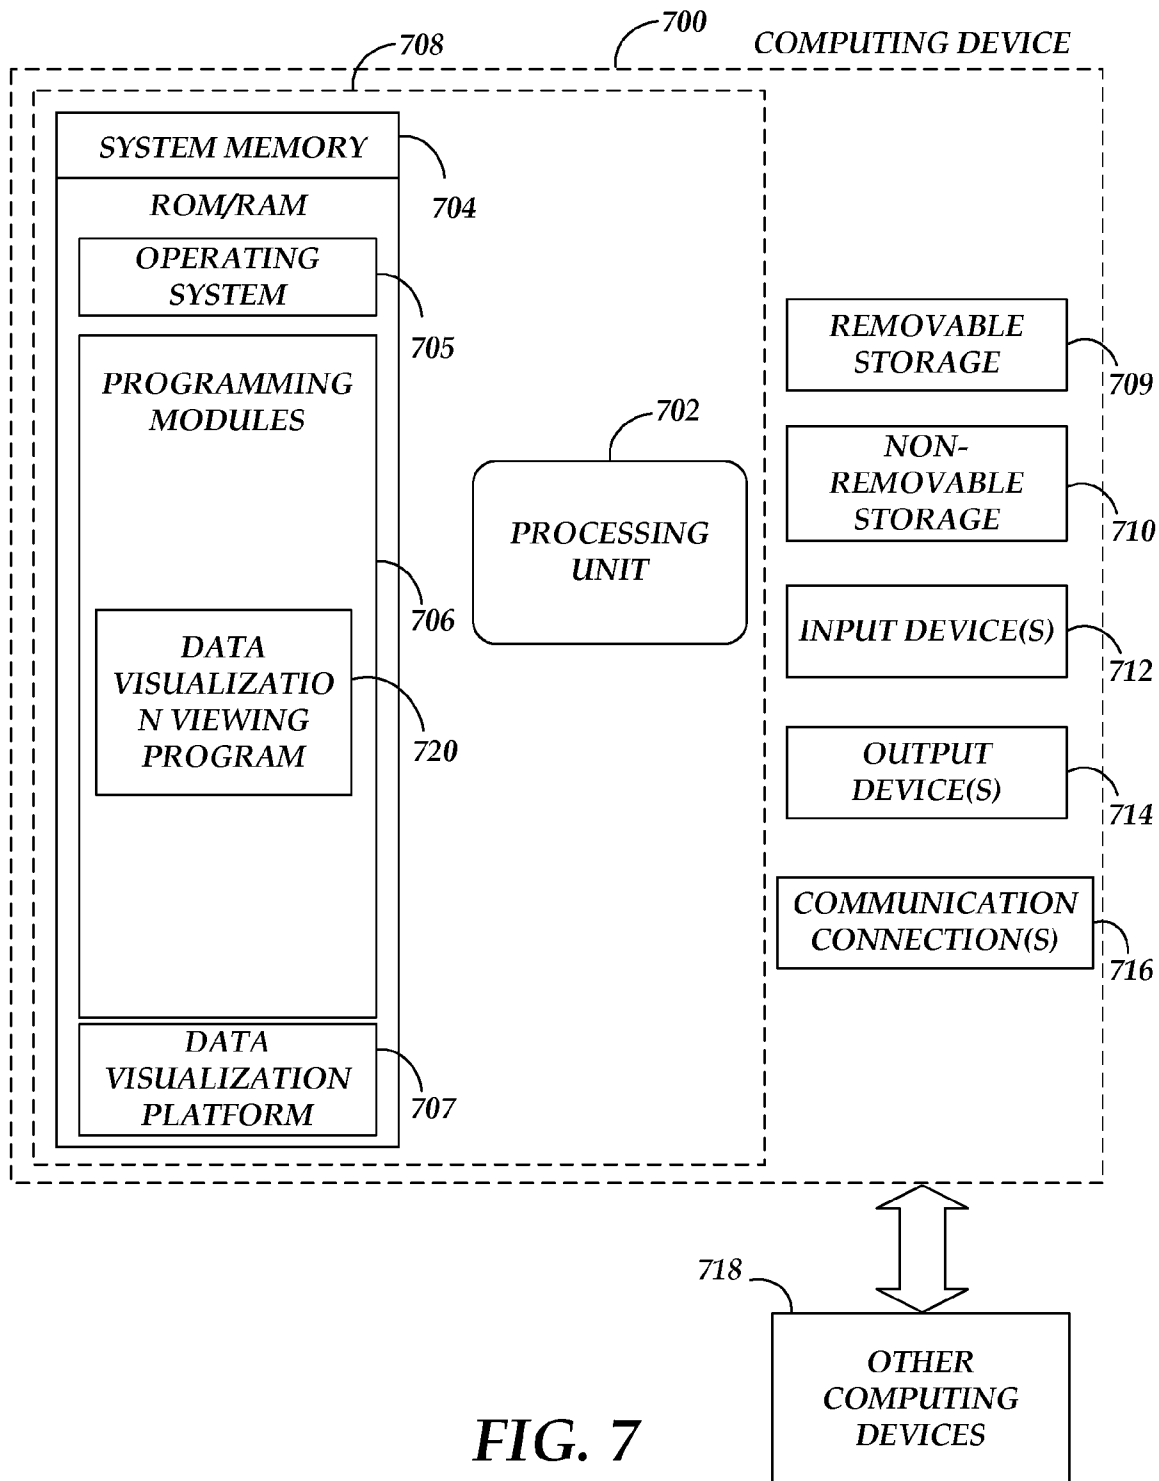 700
COMPUTING DEVICE
708
SYSTEM MEMORY
704
ROM/RAM
OPERATING
SYSTEM
705
PROGRAMMING
MODULES
706
DATA
VISUALIZATIO
N VIEWING
PROGRAM
720
DATA
VISUALIZATION
PLATFORM
707
702
PROCESSING
UNIT
REMOVABLE
STORAGE
709
NON-
REMOVABLE
STORAGE
710
INPUT DEVICE(S)
712
OUTPUT
DEVICE(S)
714
COMMUNICATION
CONNECTION(S)
716
718
OTHER
COMPUTING
DEVICES
FIG. 7